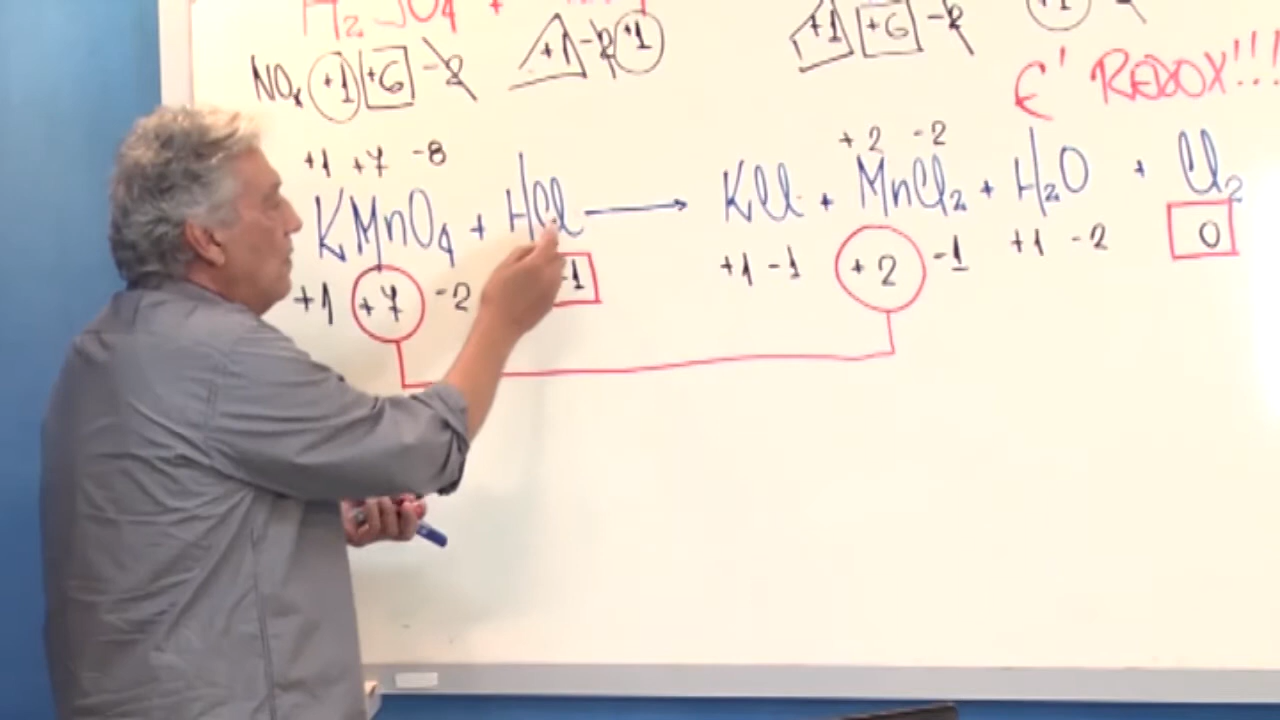 H₂SO₄ +
NOₓ +1 +6 -2 +1 -2 +1 +1 +6 -2 +1
E' REDOX!!!
+1 +7 -8 +2 -2
KMnO₄ + HCl → KCl + MnCl₂ + H₂O + Cl₂
+1 +7 -2 -1 +1 -1 +2 -1 +1 -2 0